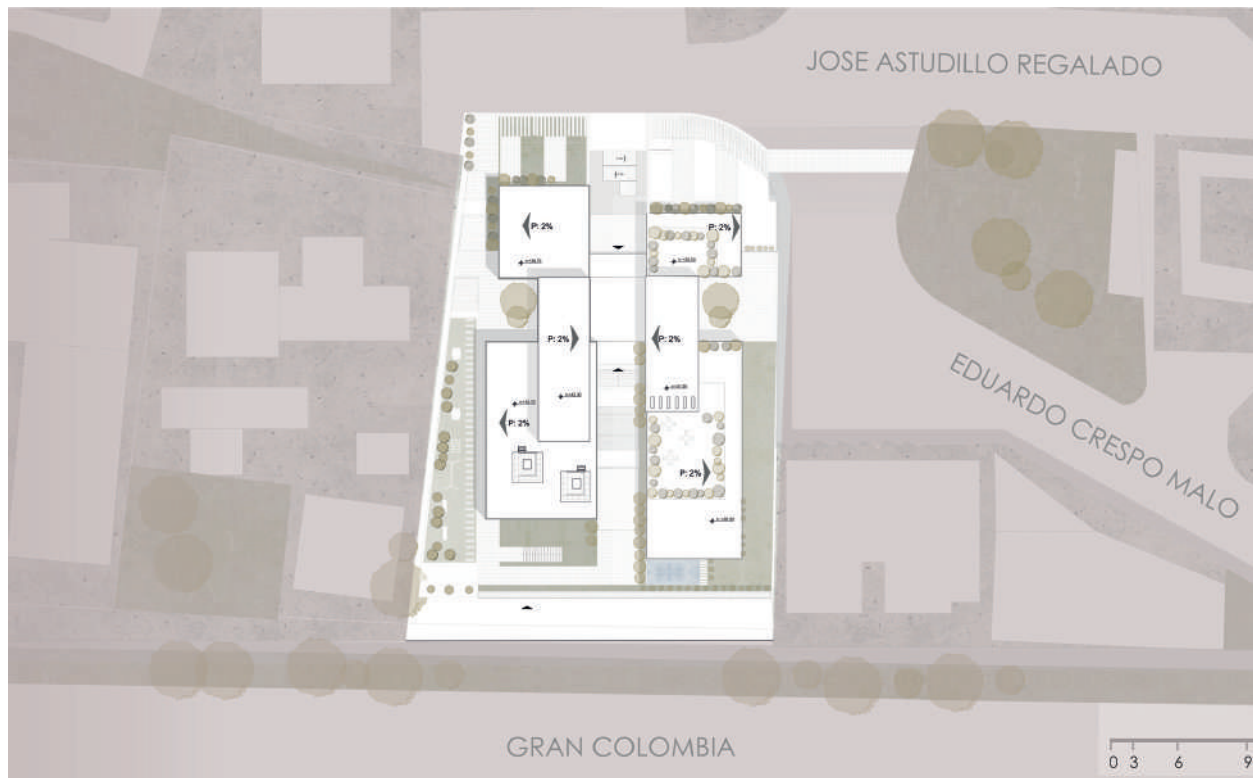 JOSE ASTUDILLO REGALADO
P: 2%
P: 2%
P: 2%
P: 2%
EDUARDO CRESPO MALO
P: 2%
P: 2%
GRAN COLOMBIA
0 3 6 9